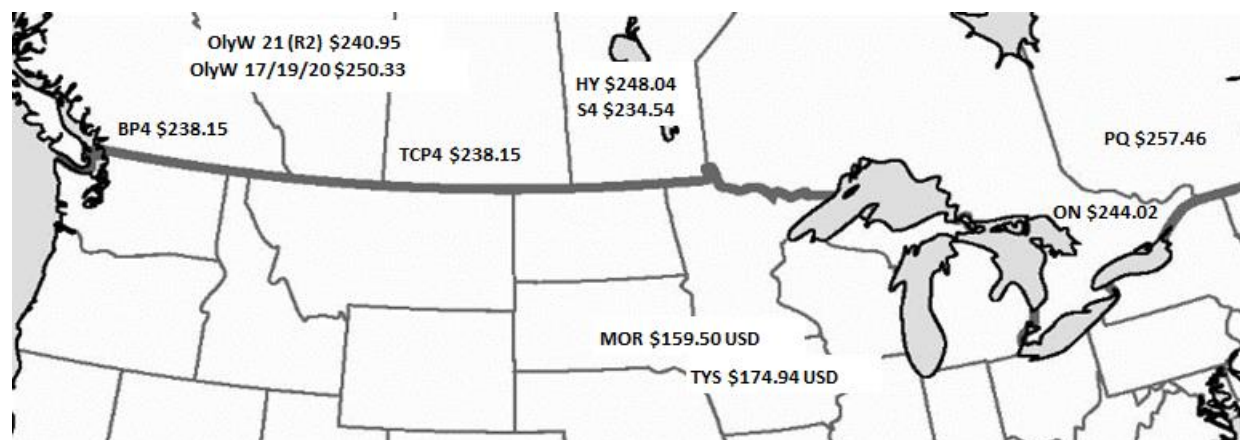 OlyW 21 (R2) $240.95
OlyW 17/19/20 $250.33
HY $248.04
S4 $234.54
BP4 $238.15
TCP4 $238.15
PQ $257.46
ON $244.02
MOR $159.50 USD
TYS $174.94 USD